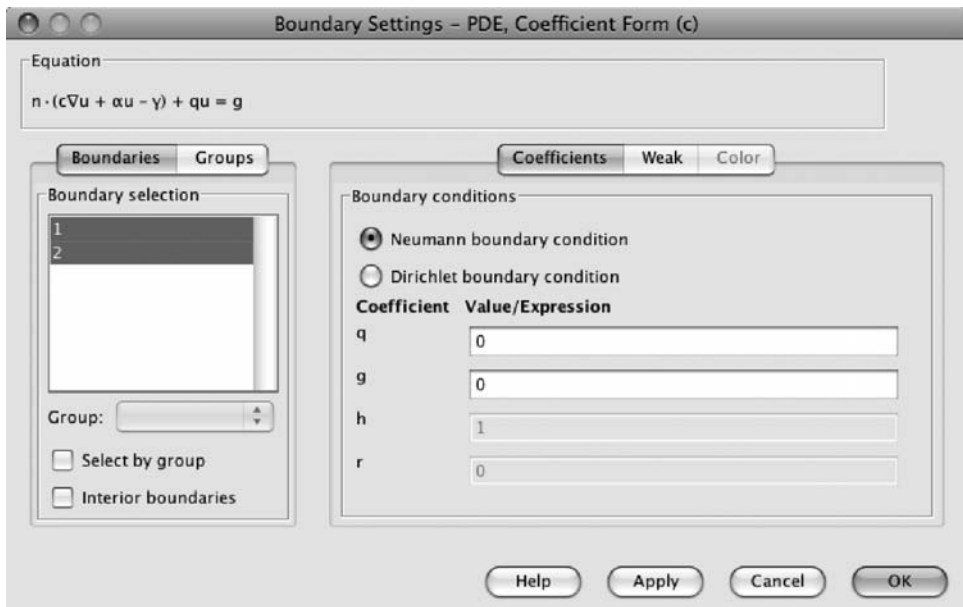 Boundary Settings – PDE, Coefficient Form (c)
Equation
n·(c∇u + αu – γ) + qu = g
Boundaries Groups
Boundary selection
1
2
Group:
Select by group
Interior boundaries
Coefficients Weak Color
Boundary conditions
Neumann boundary condition
Dirichlet boundary condition
Coefficient Value/Expression
q 0
g 0
h 1
r 0
Help Apply Cancel OK